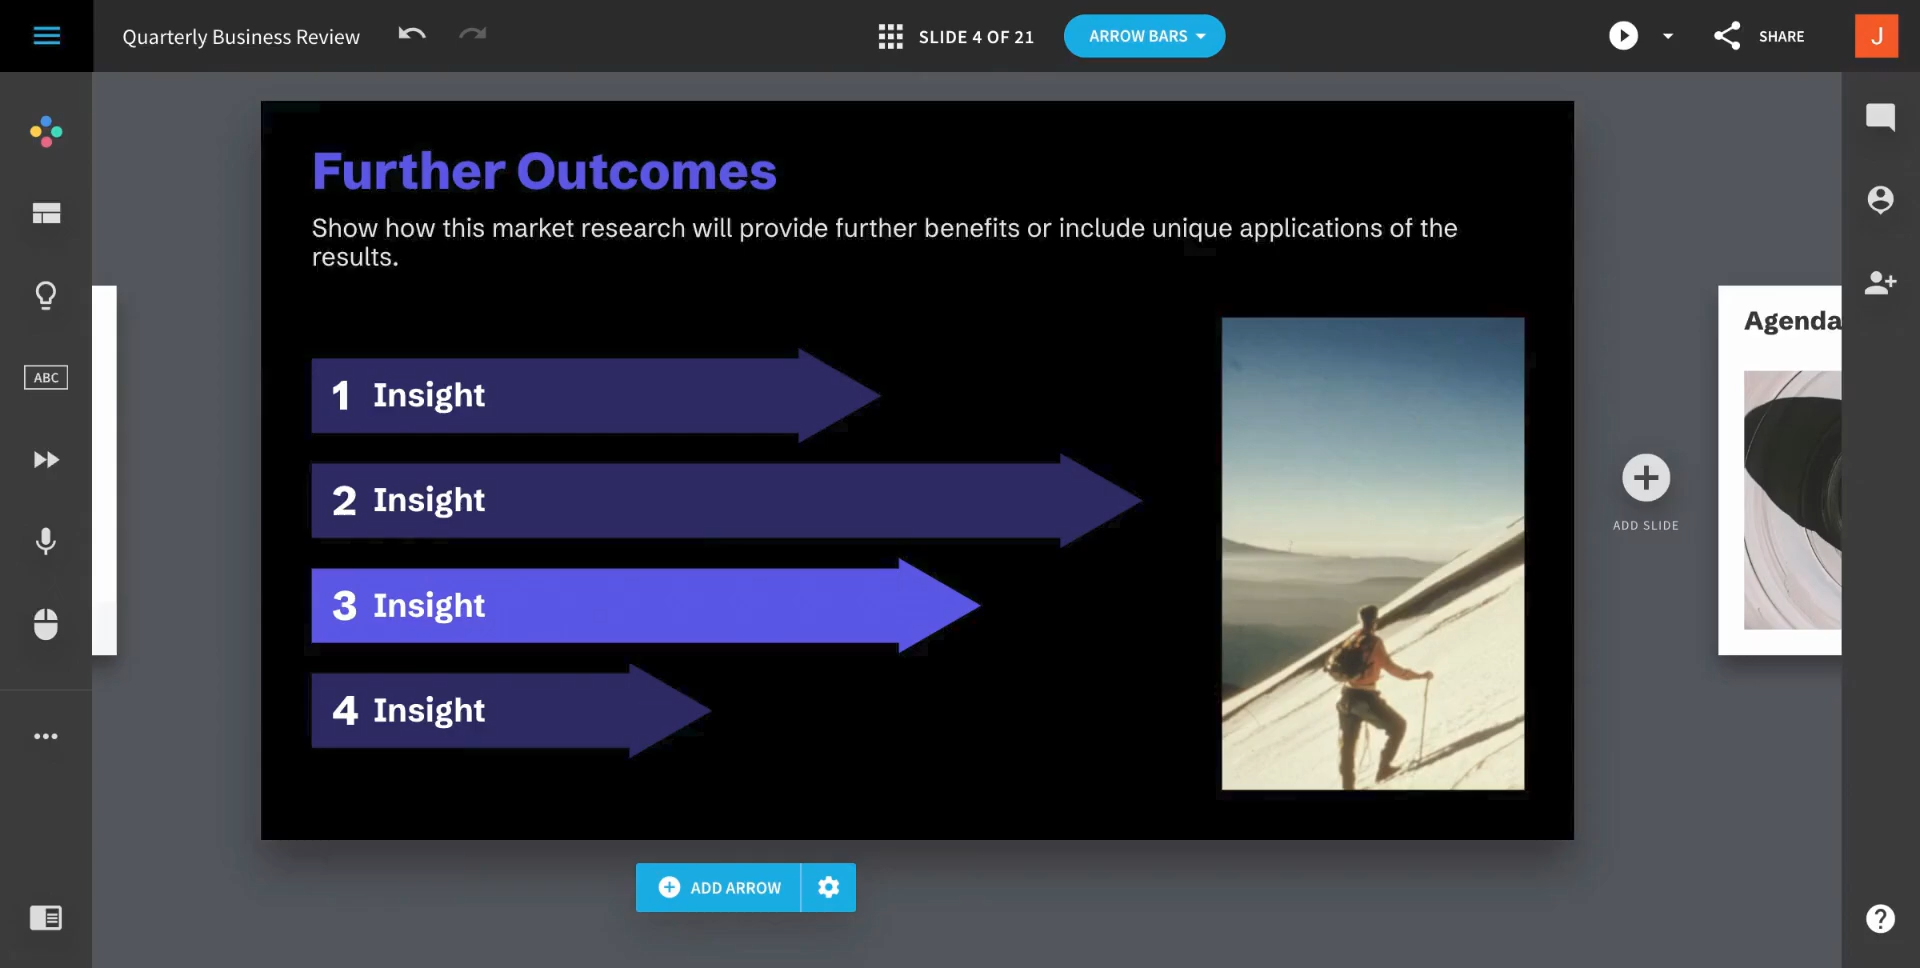 Quarterly Business Review
SLIDE 4 OF 21
ARROW BARS
SHARE
J
ABC
Further Outcomes
Show how this market research will provide further benefits or include unique applications of the
results.
1 Insight
2 Insight
3 Insight
4 Insight
ADD SLIDE
Agenda
ADD ARROW